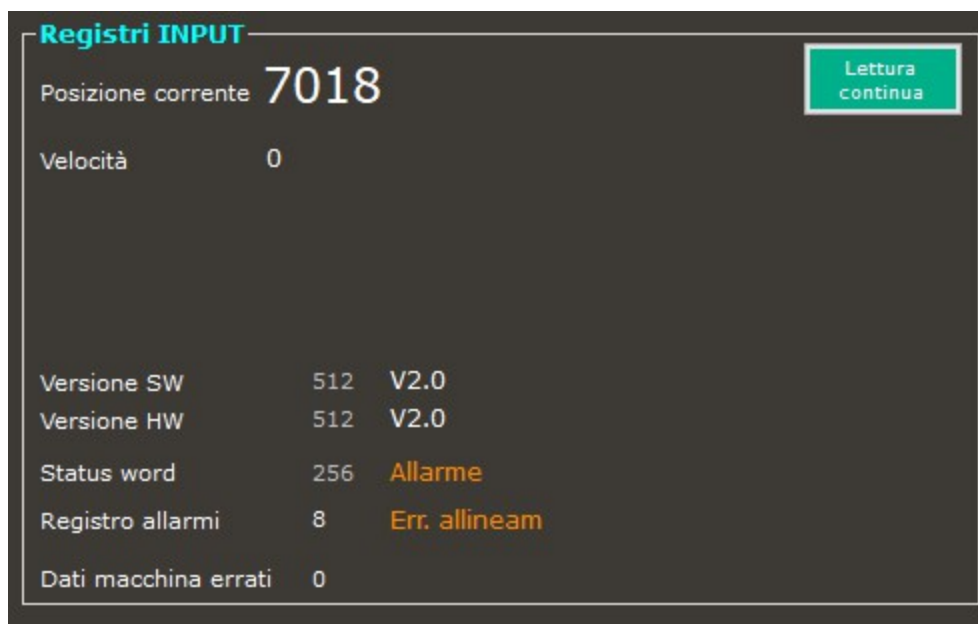 Registri INPUT
Posizione corrente 7018
Lettura
continua
Velocità 0
Versione SW 512 V2.0
Versione HW 512 V2.0
Status word 256 Allarme
Registro allarmi 8 Err. allineam
Dati macchina errati 0